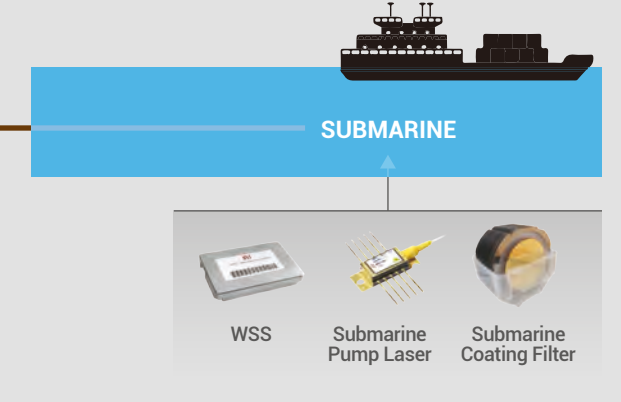 SUBMARINE
WSS
Submarine
Pump Laser
Submarine
Coating Filter